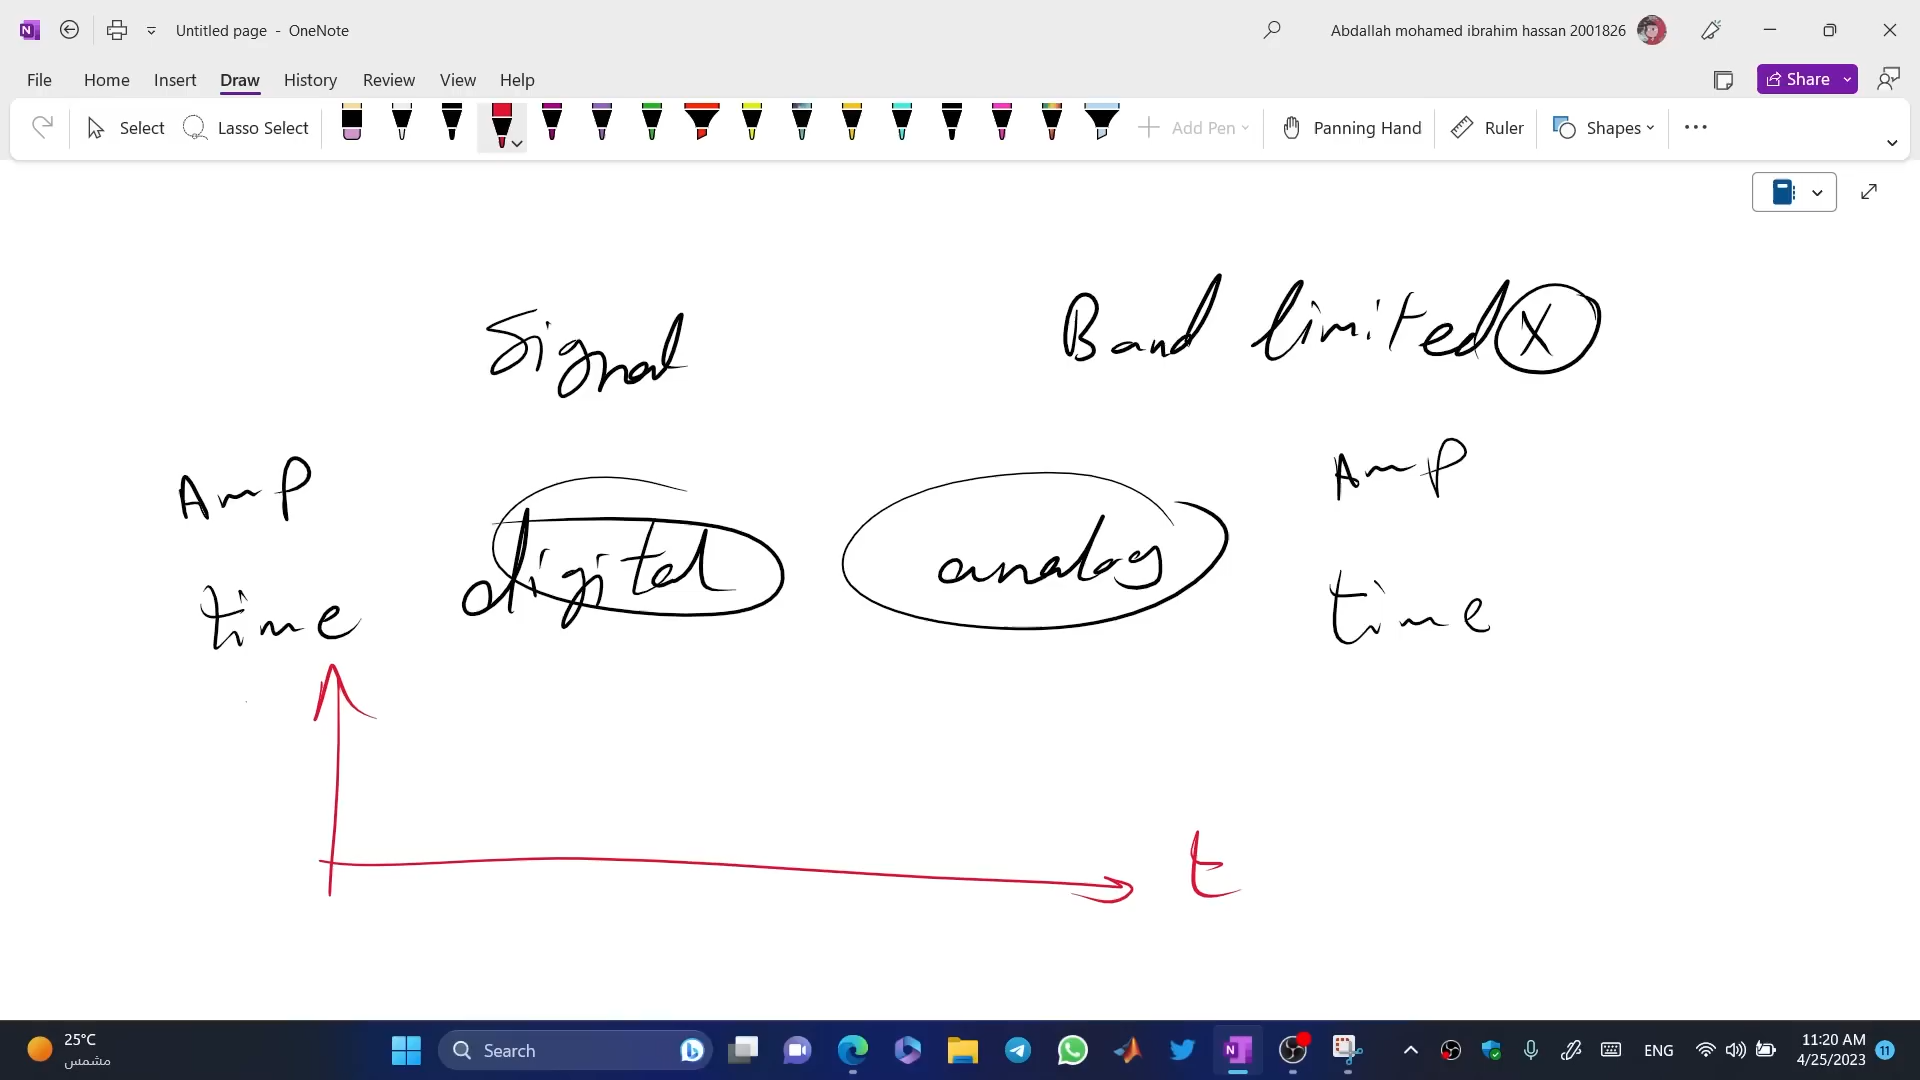 Untitled page - OneNote
Abdallah mohamed ibrahim hassan 2001826
File Home Insert Draw History Review View Help
Share
Select Lasso Select Add Pen Panning Hand Ruler Shapes
Signal Band limited X
Amp Amp
digital analog
time time
t
25°C
مشمس
Search
ENG
11:20 AM
4/25/2023
11